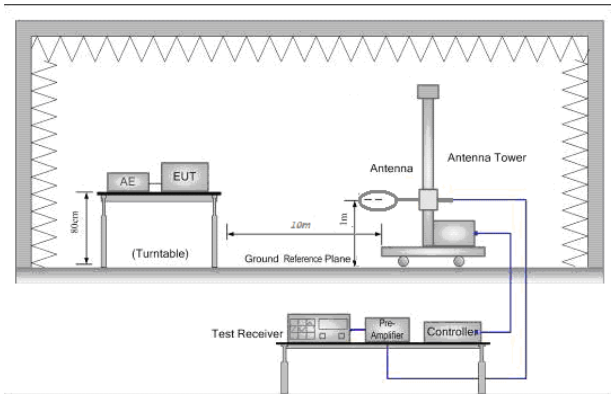 Antenna Tower
Antenna
AE
EUT
80cm
(Turntable)
10m
1m
Ground Reference Plane
Test Receiver
Pre-
Amplifier
Controller